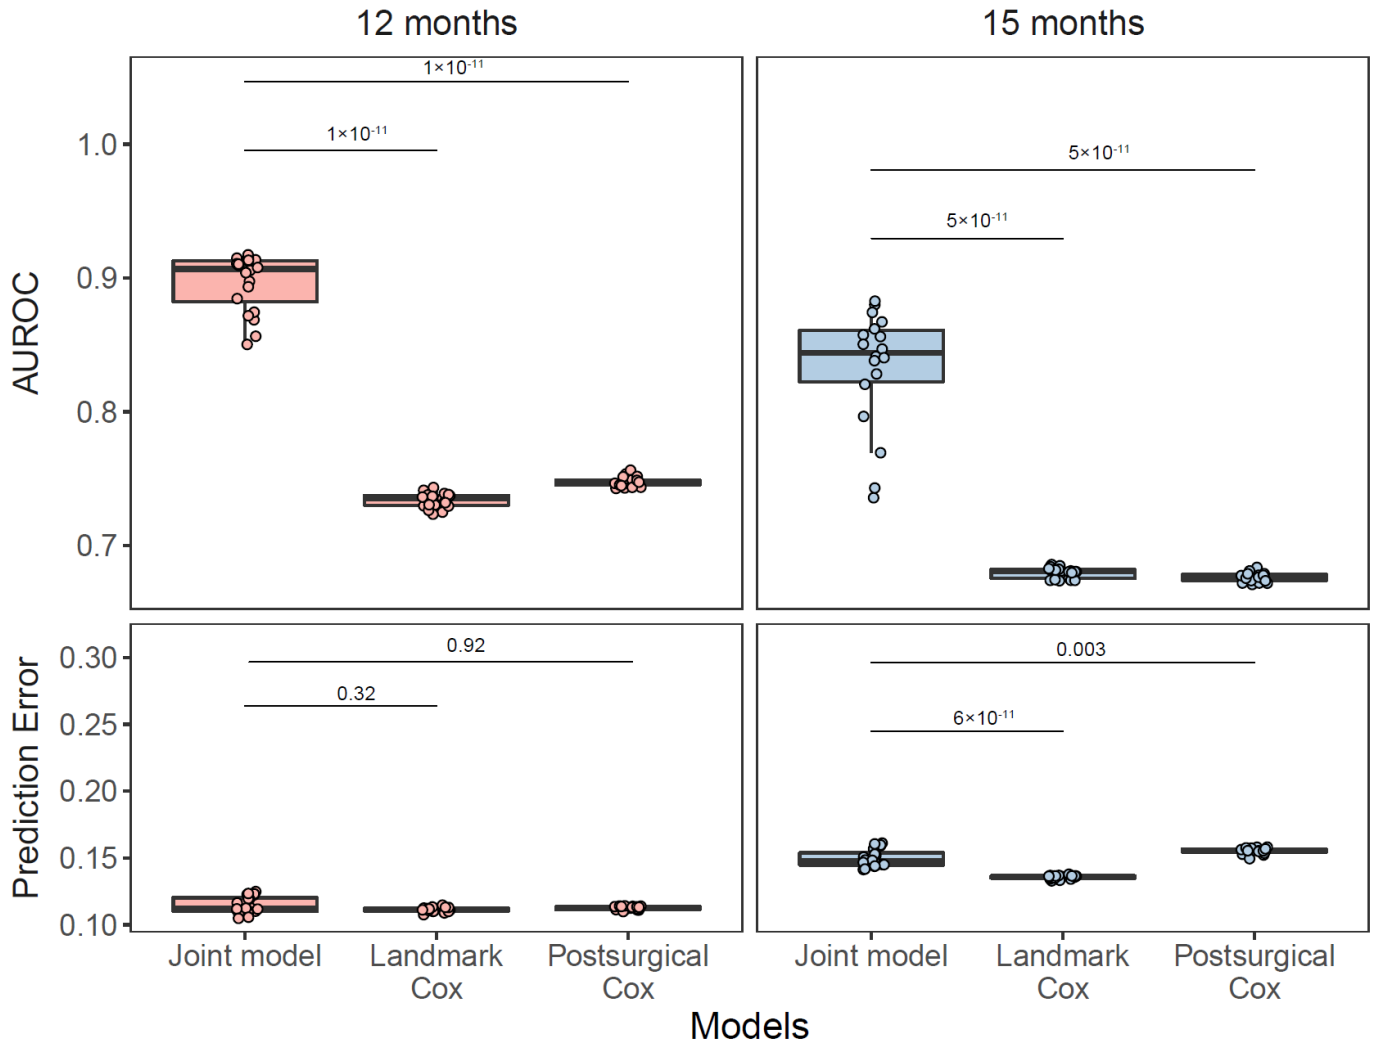 12 months
15 months
AUROC
1.0
0.9
0.8
0.7
1×10⁻¹¹
1×10⁻¹¹
5×10⁻¹¹
5×10⁻¹¹
Prediction Error
0.30
0.25
0.20
0.15
0.10
0.92
0.32
0.003
6×10⁻¹¹
Joint model
Landmark
Cox
Postsurgical
Cox
Joint model
Landmark
Cox
Postsurgical
Cox
Models